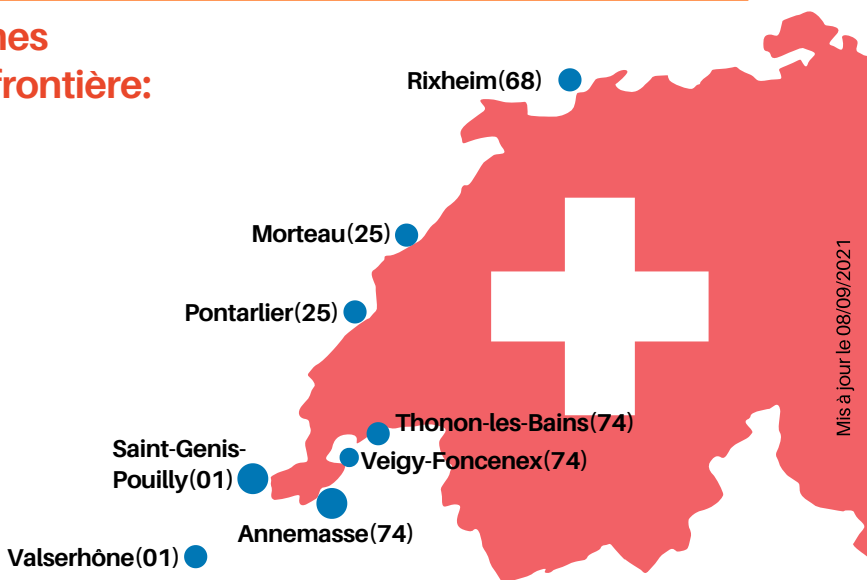 nes
frontière:
Rixheim(68)
Morteau(25)
Pontarlier(25)
Thonon-les-Bains(74)
Saint-Genis-
Pouilly(01)
Veigy-Foncenex(74)
Annemasse(74)
Valserhône(01)
Mis à jour le 08/09/2021